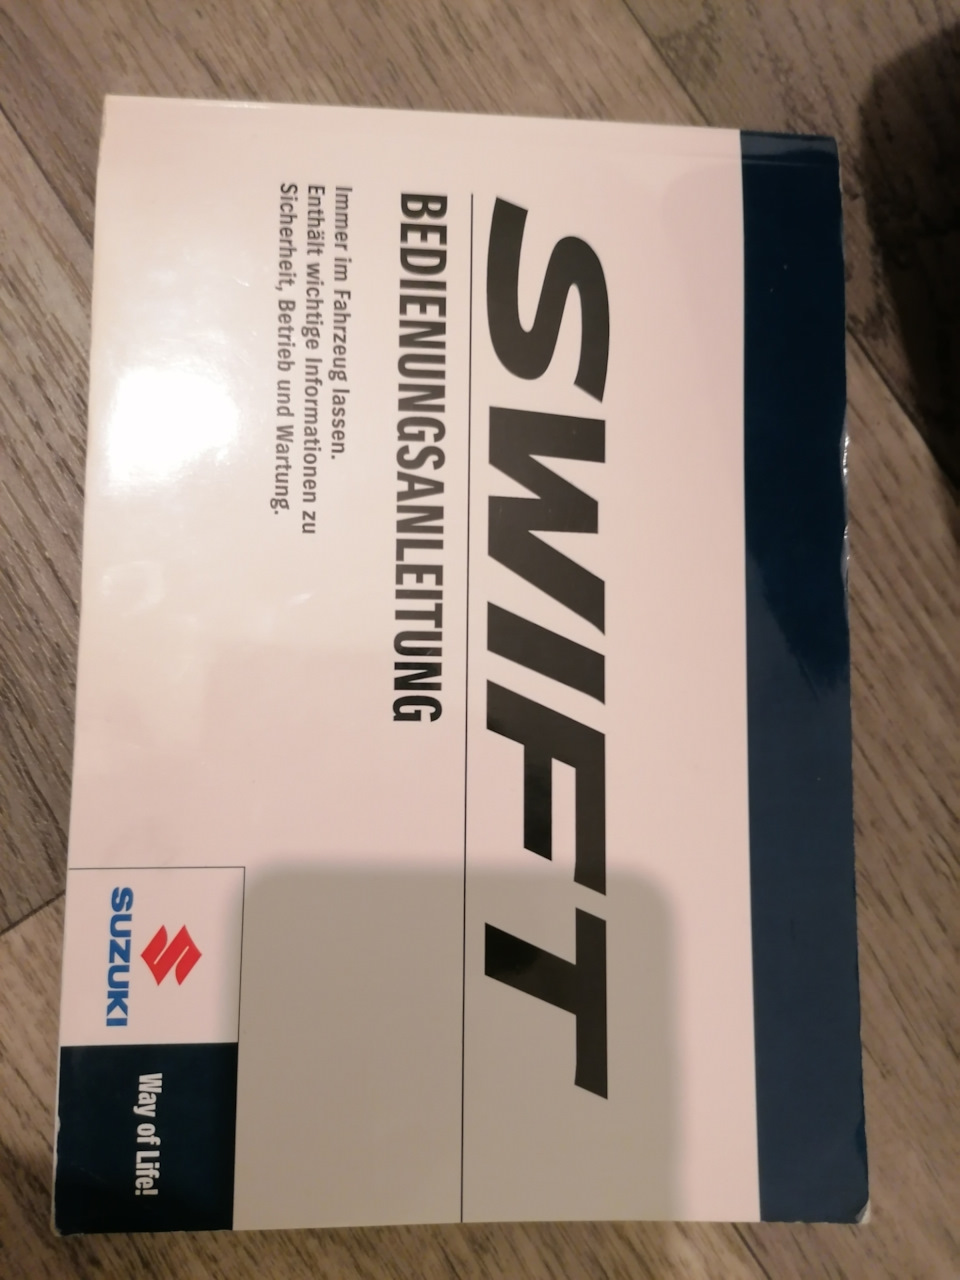 SWIFT
BEDIENUNGSANLEITUNG
Immer im Fahrzeug lassen.
Enthält wichtige Informationen zu
Sicherheit, Betrieb und Wartung.
SUZUKI
Way of Life!